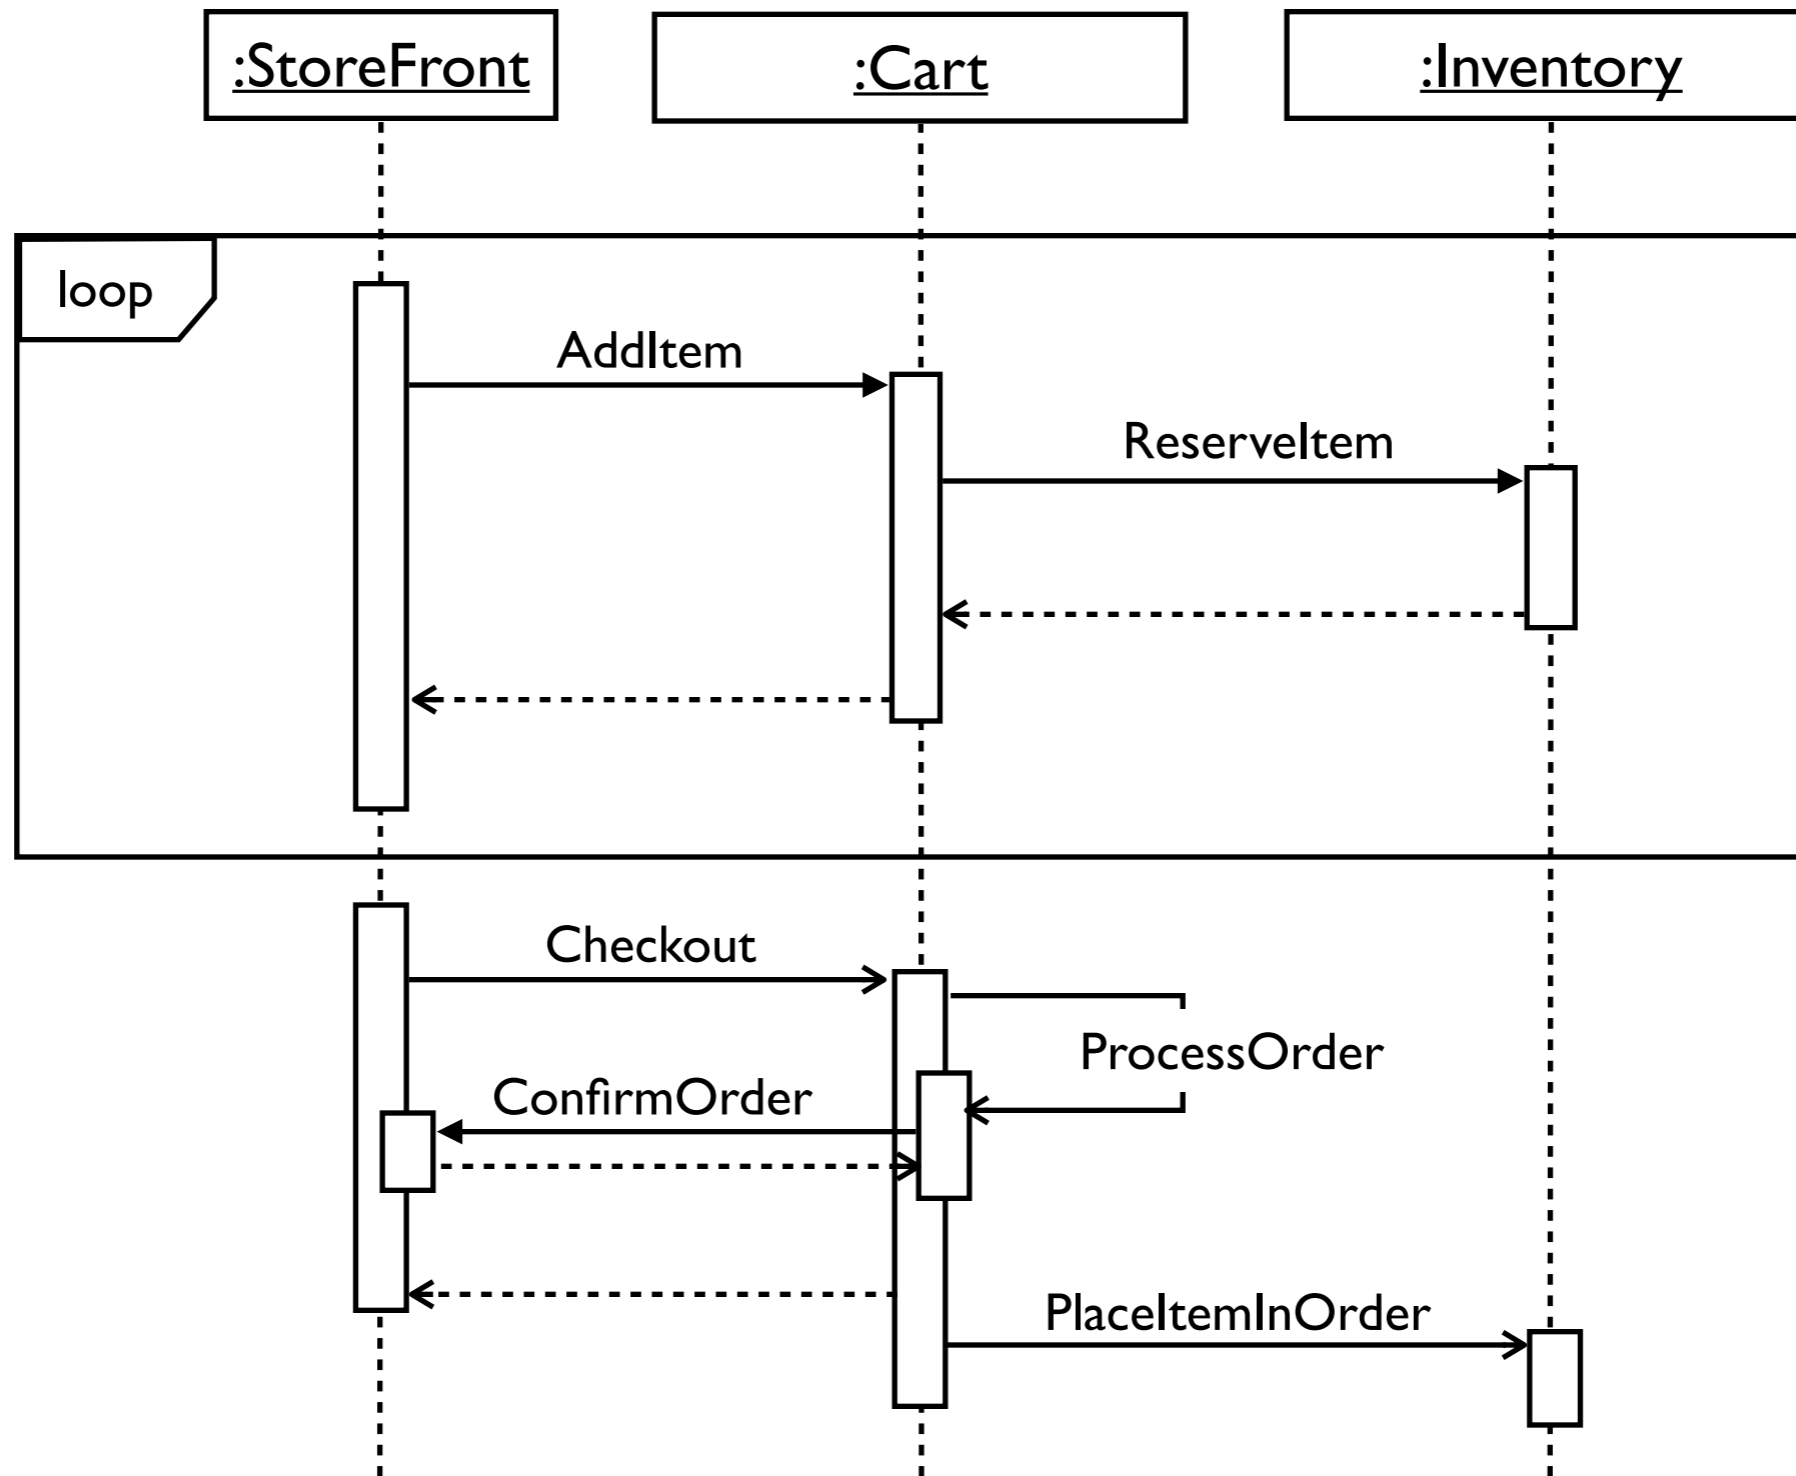 :StoreFront
:Cart
:Inventory
loop
AddItem
ReserveItem
Checkout
ProcessOrder
ConfirmOrder
PlaceItemInOrder